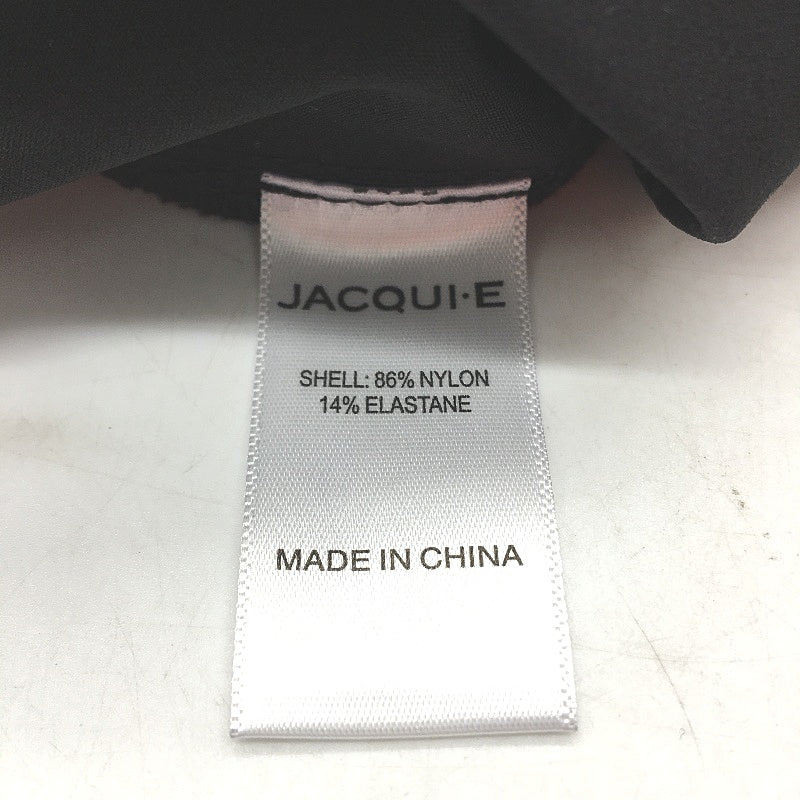 JACQUI·E
SHELL: 86% NYLON
14% ELASTANE
MADE IN CHINA